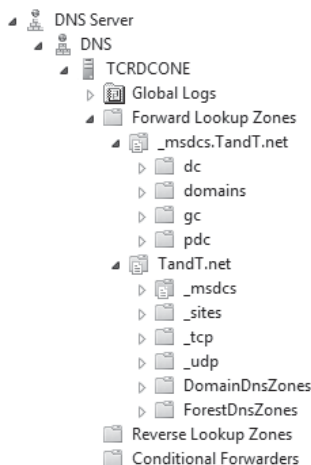 DNS Server
DNS
TCRDCONE
Global Logs
Forward Lookup Zones
_msdcs.TandT.net
dc
domains
gc
pdc
TandT.net
_msdcs
_sites
_tcp
_udp
DomainDnsZones
ForestDnsZones
Reverse Lookup Zones
Conditional Forwarders